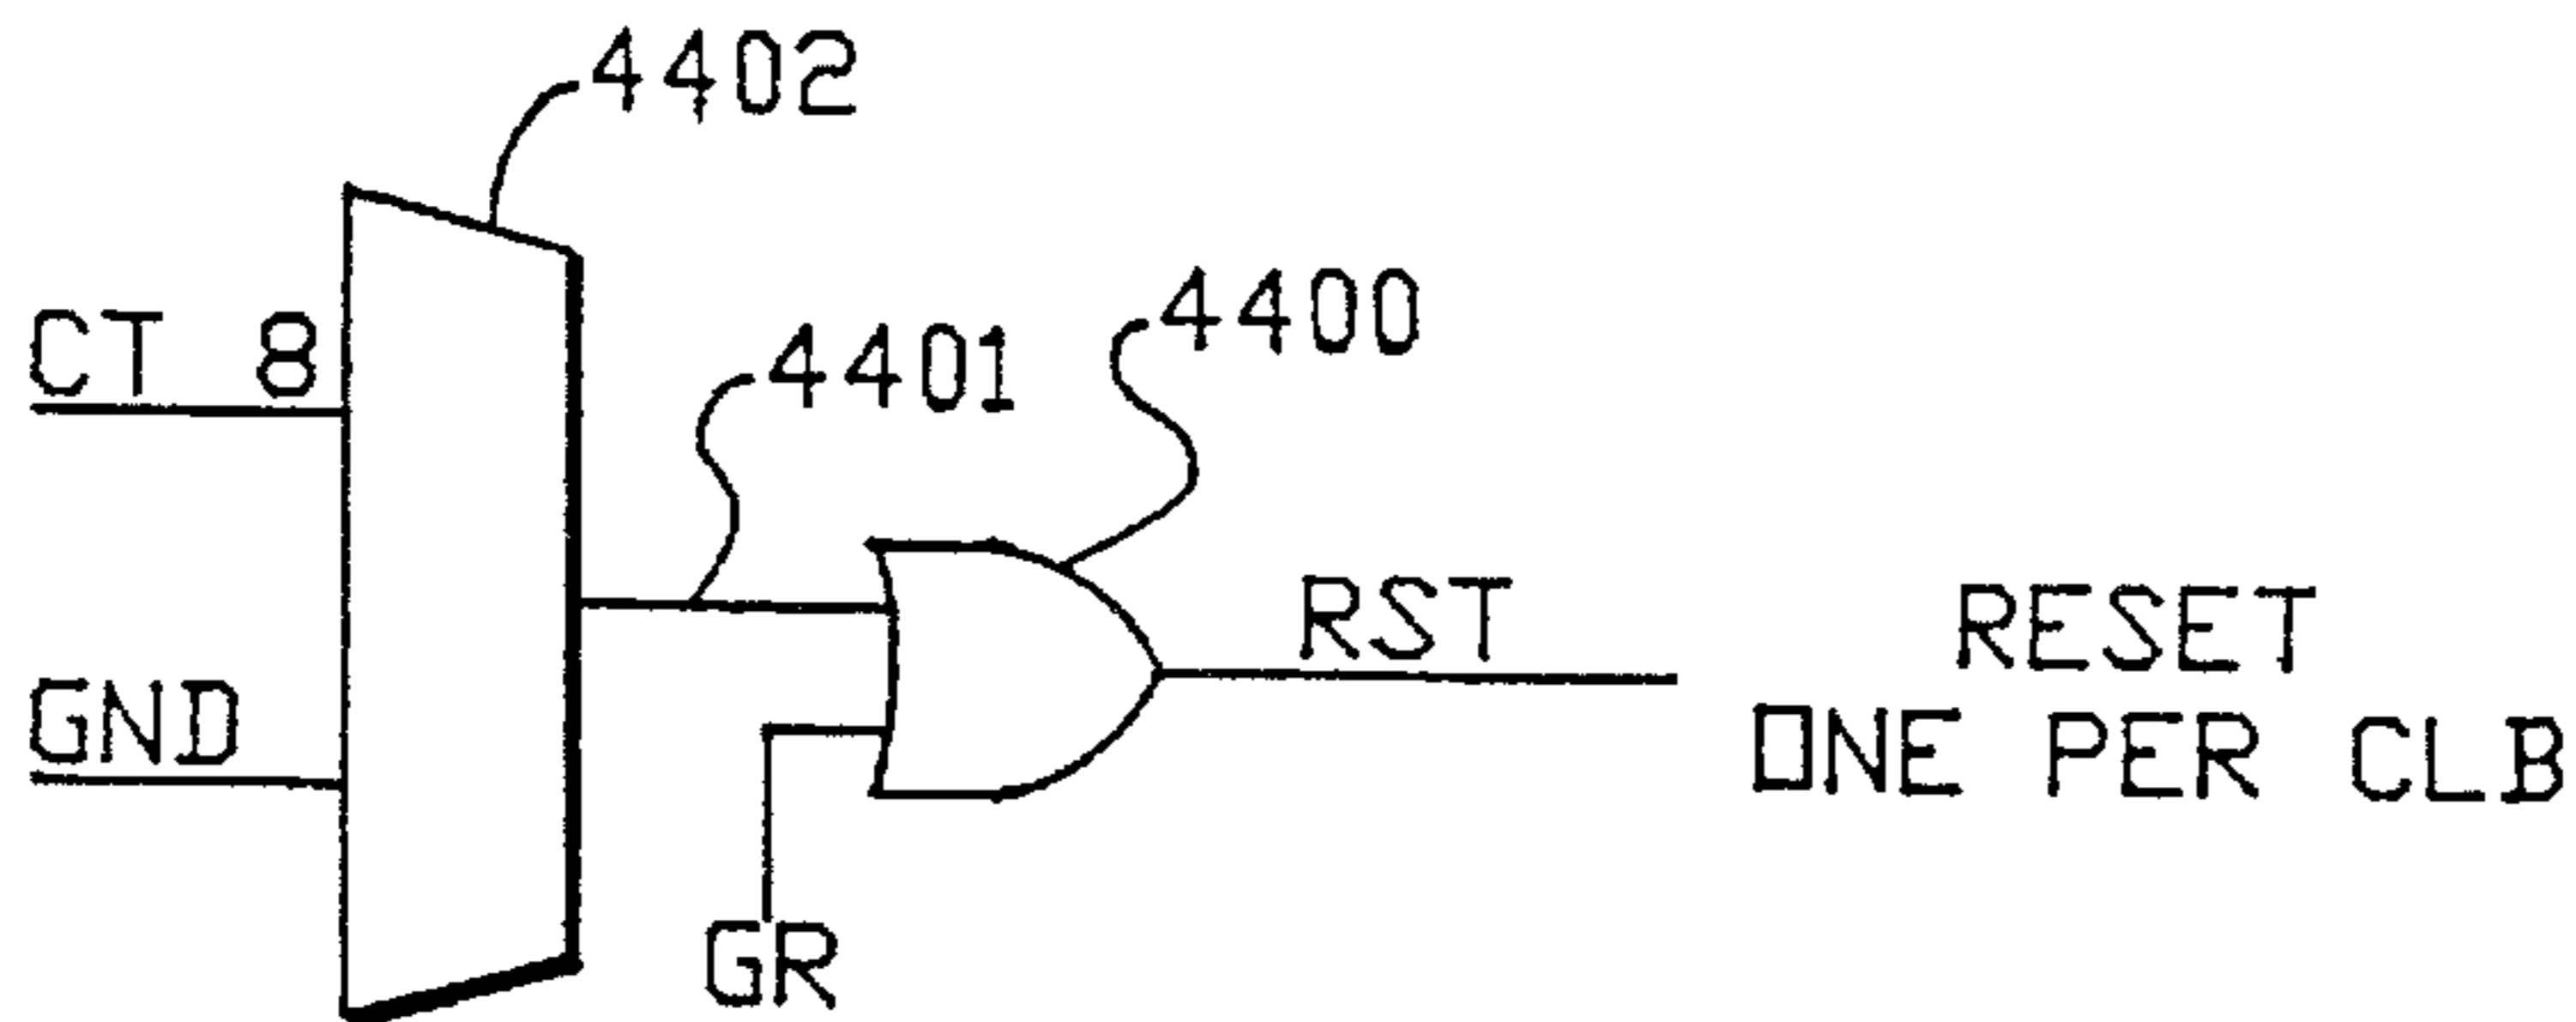 4402
4400
CT 8
4401
RST
RESET
GND
ONE PER CLB
GR